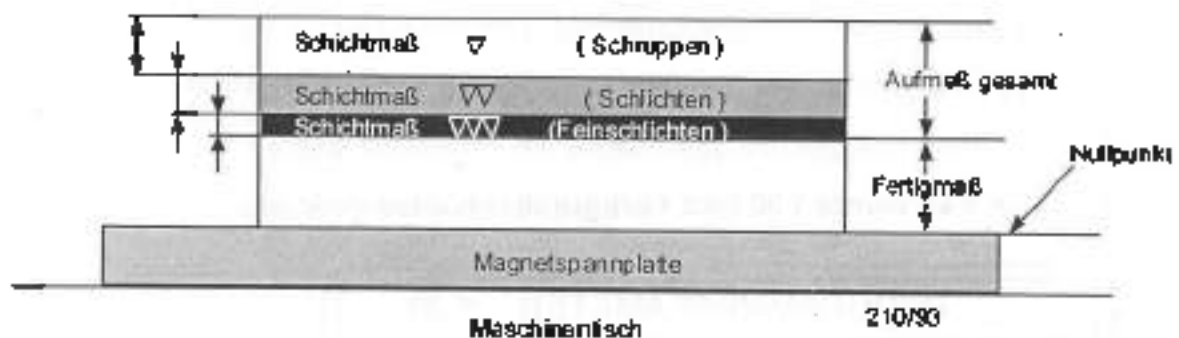 Schichtmaß ▽ ( Schruppen )
Schichtmaß ▽▽ ( Schlichten )
Aufmaß gesamt
Schichtmaß ▽▽▽ (Feinschlichten)
Nullpunkt
Fertigmaß
Magnetspannplatte
Maschinentisch
210/93